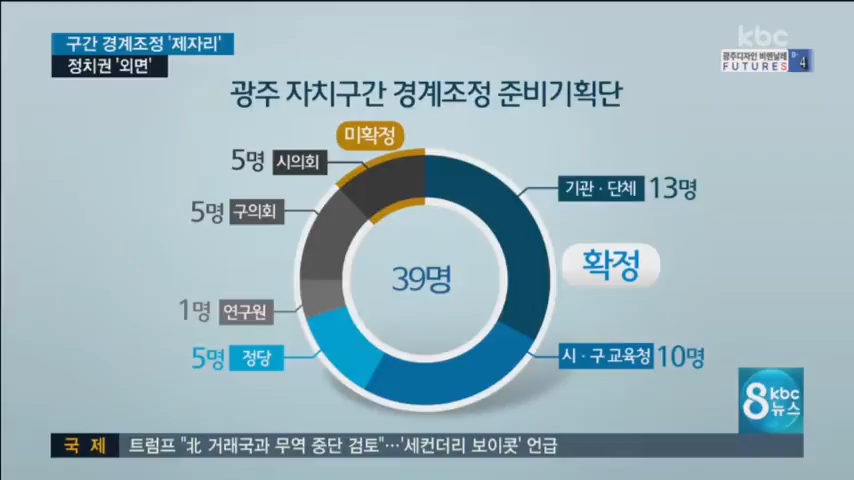 구간 경계조정 '제자리'
정치권 '외면'
kbc
광주디자인 비엔날레
FUTURES
D-4
광주 자치구간 경계조정 준비기획단
미확정
5명 시의회
기관·단체 13명
5명 구의회
확정
39명
1명 연구원
5명 정당
시·구 교육청 10명
8 kbc
뉴스
국 제 트럼프 "北 거래국과 무역 중단 검토"…'세컨더리 보이콧' 언급